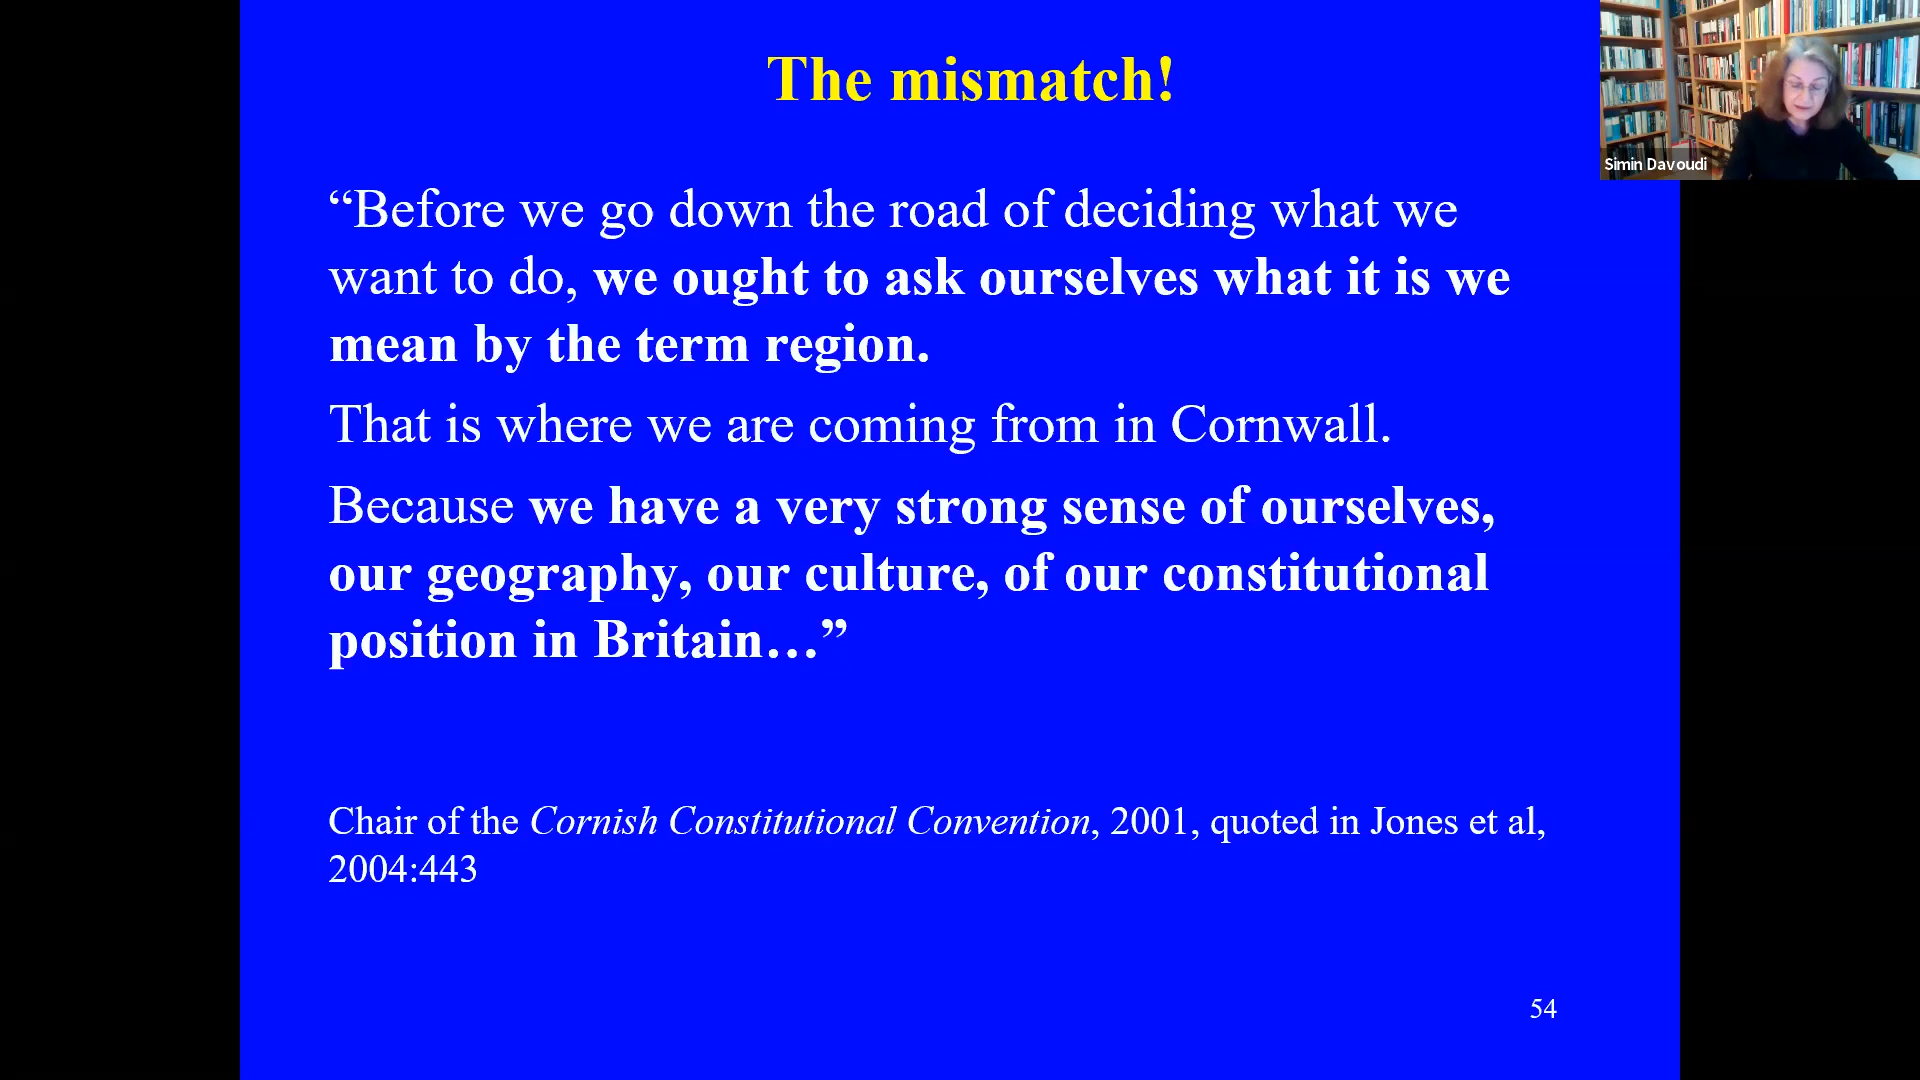 The mismatch!
Simin Davoudi
“Before we go down the road of deciding what we
want to do, we ought to ask ourselves what it is we
mean by the term region.
That is where we are coming from in Cornwall.
Because we have a very strong sense of ourselves,
our geography, our culture, of our constitutional
position in Britain…”
Chair of the Cornish Constitutional Convention, 2001, quoted in Jones et al,
2004:443
54